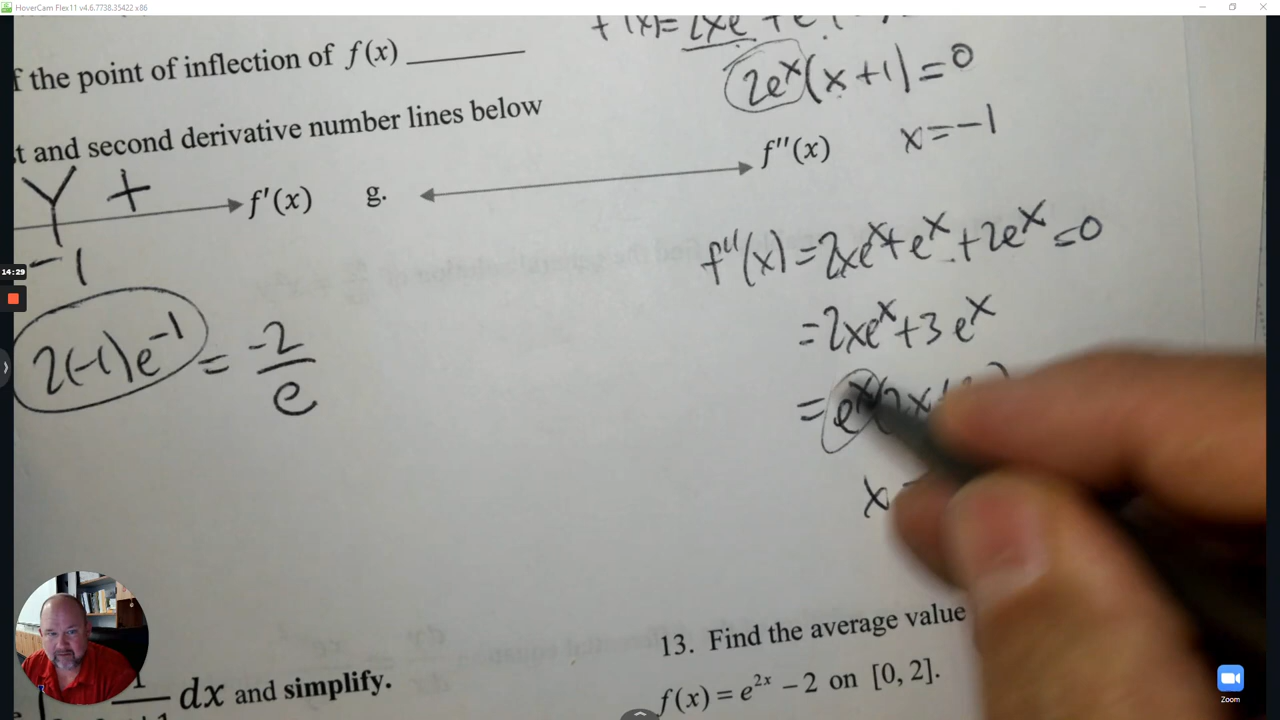 HoverCam Flex11 v4.6.7738.35422 x86
f the point of inflection of f(x)
2e^x(x+1)=0
t and second derivative number lines below
x=-1
+ f'(x) g. f''(x)
-1
f''(x)=2xe^x+e^x+2e^x=0
14:29
2(-1)e^-1 = -2/e
=2xe^x+3e^x
=e^x(2x+
x
13. Find the average value
dx and simplify.
f(x) = e^2x - 2 on [0, 2].
Zoom